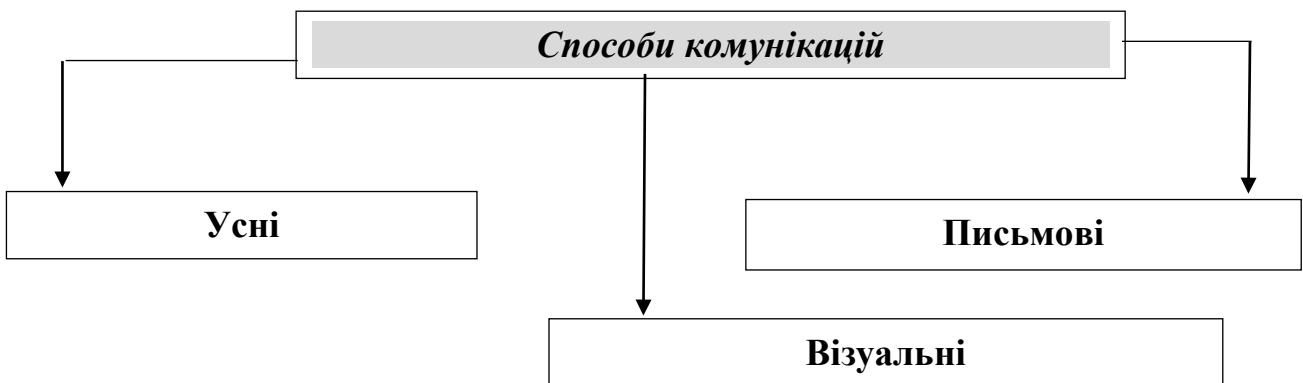 Способи комунікацій
Усні
Письмові
Візуальні